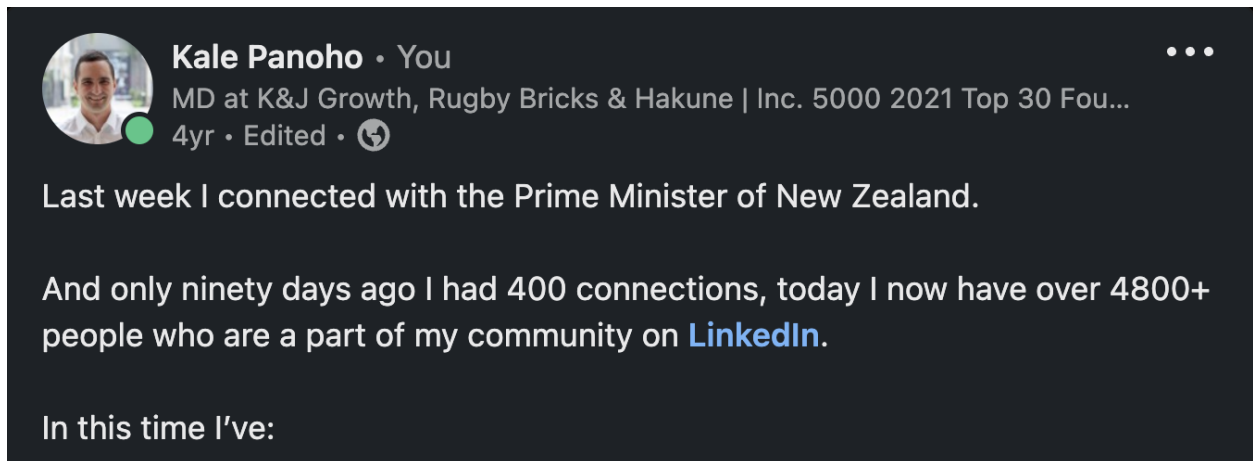 Kale Panoho • You
MD at K&J Growth, Rugby Bricks & Hakune | Inc. 5000 2021 Top 30 Fou...
4yr • Edited •
Last week I connected with the Prime Minister of New Zealand.
And only ninety days ago I had 400 connections, today I now have over 4800+
people who are a part of my community on LinkedIn.
In this time I’ve: